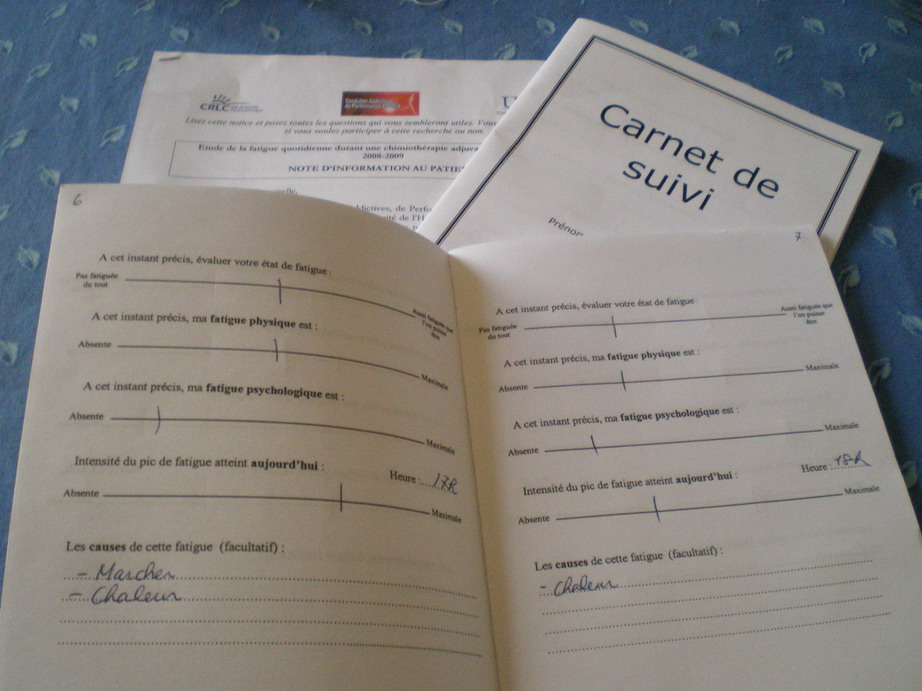 CRLC
Lisez cette notice et posez toutes les questions qui vous sembleront utiles.
si vous voulez participer à cette recherche ou non.
Etude de la fatigue quotidienne durant une chimiothérapie
2008-2009
NOTE D'INFORMATION AU
Carnet de
suivi
6
A cet instant précis, évaluer votre état de fatigue :
Pas fatiguée
du tout
Aussi fatiguée que
l'on puisse
être
A cet instant précis, ma fatigue physique est :
Absente
Maximale
A cet instant précis, ma fatigue psychologique est :
Absente
Maximale
Intensité du pic de fatigue atteint aujourd'hui :
Heure : 17h
Absente
Maximale
Les causes de cette fatigue (facultatif) :
- Marcher
- Chaleur
7
A cet instant précis, évaluer votre état de fatigue :
Pas fatiguée
du tout
Aussi fatiguée que
l'on puisse
être
A cet instant précis, ma fatigue physique est :
Absente
Maximale
A cet instant précis, ma fatigue psychologique est :
Absente
Maximale
Intensité du pic de fatigue atteint aujourd'hui :
Heure :
Absente
Maximale
Les causes de cette fatigue (facultatif) :
- Chaleur